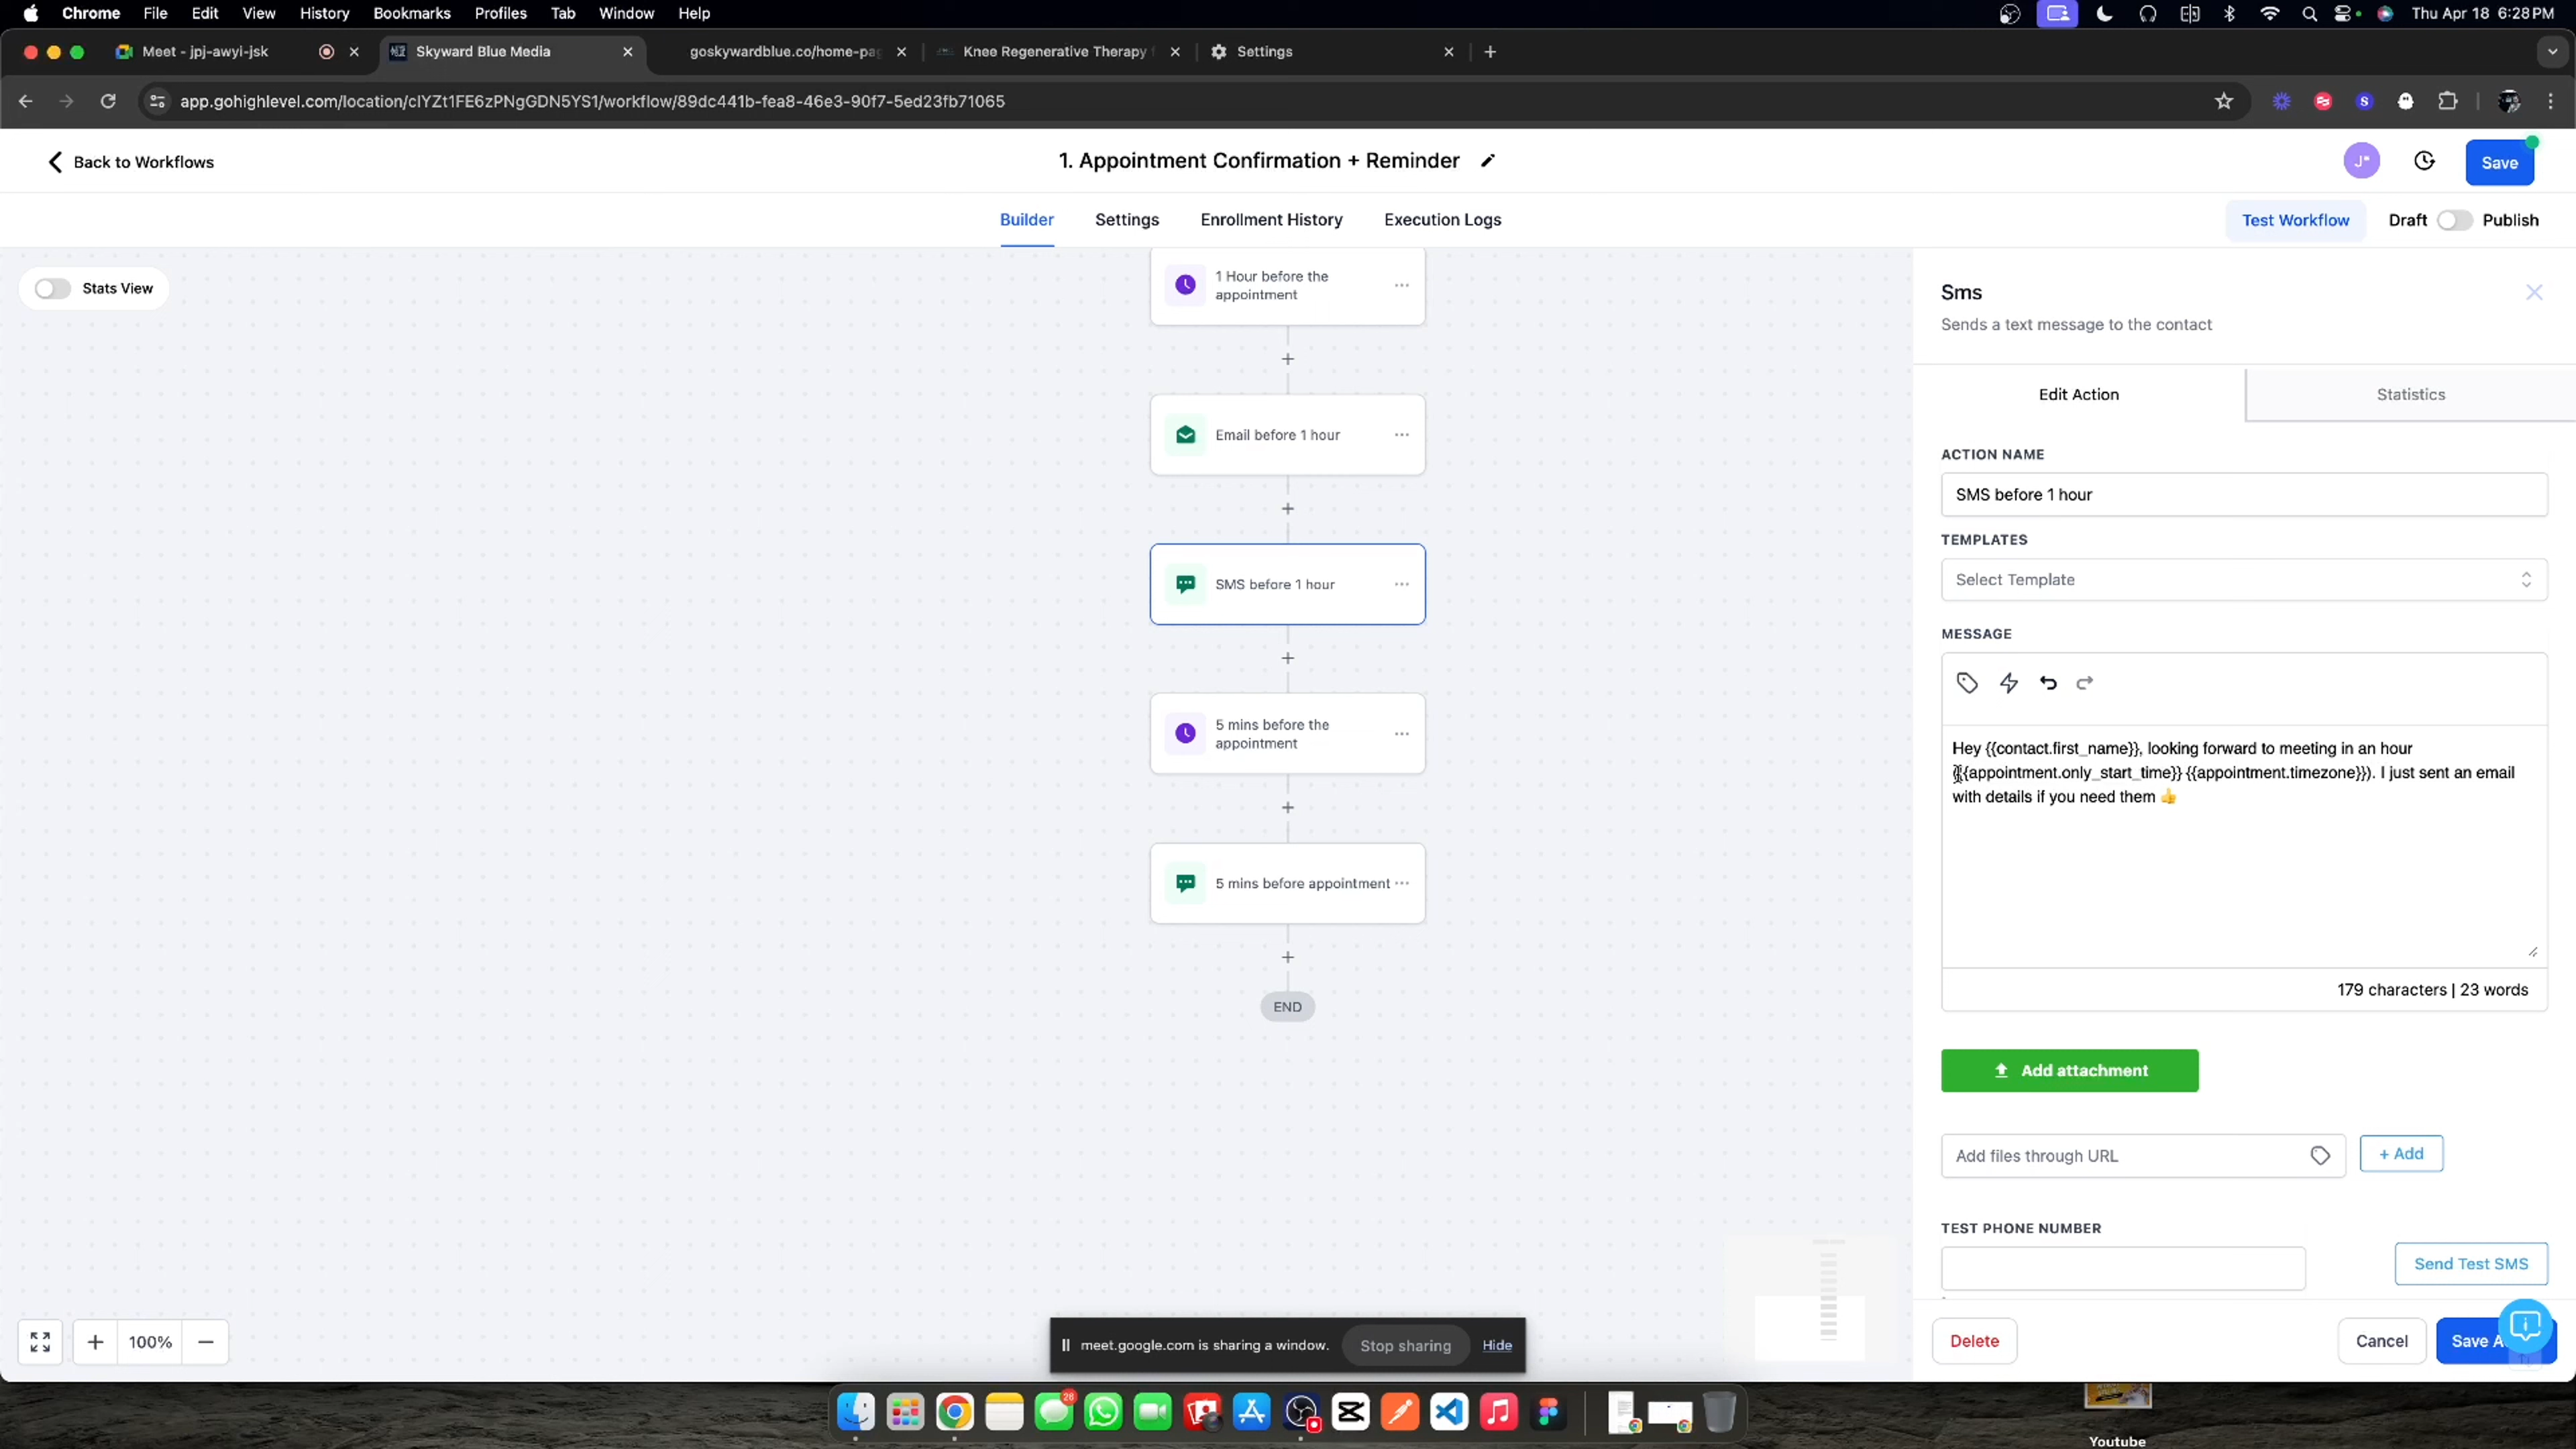 Chrome File Edit View History Bookmarks Profiles Tab Window Help
Thu Apr 18 6:28 PM
Meet - jpj-awyi-jsk
Skyward Blue Media
goskywardblue.co/home-pag
Knee Regenerative Therapy
Settings
app.gohighlevel.com/location/cIYZt1FE6zPNgGDN5YS1/workflow/89dc441b-fea8-46e3-90f7-5ed23fb71065
Back to Workflows
1. Appointment Confirmation + Reminder
Save
Builder Settings Enrollment History Execution Logs
Test Workflow
Draft
Publish
Stats View
1 Hour before the
appointment
Email before 1 hour
SMS before 1 hour
5 mins before the
appointment
5 mins before appointment
END
100%
Sms
Sends a text message to the contact
Edit Action
Statistics
ACTION NAME
SMS before 1 hour
TEMPLATES
Select Template
MESSAGE
Hey {{contact.first_name}}, looking forward to meeting in an hour
({{appointment.only_start_time}} {{appointment.timezone}}). I just sent an email
with details if you need them 👍
179 characters | 23 words
Add attachment
Add files through URL
+ Add
TEST PHONE NUMBER
Send Test SMS
Delete
Cancel
Save A
meet.google.com is sharing a window.
Stop sharing
Hide
28
Youtube